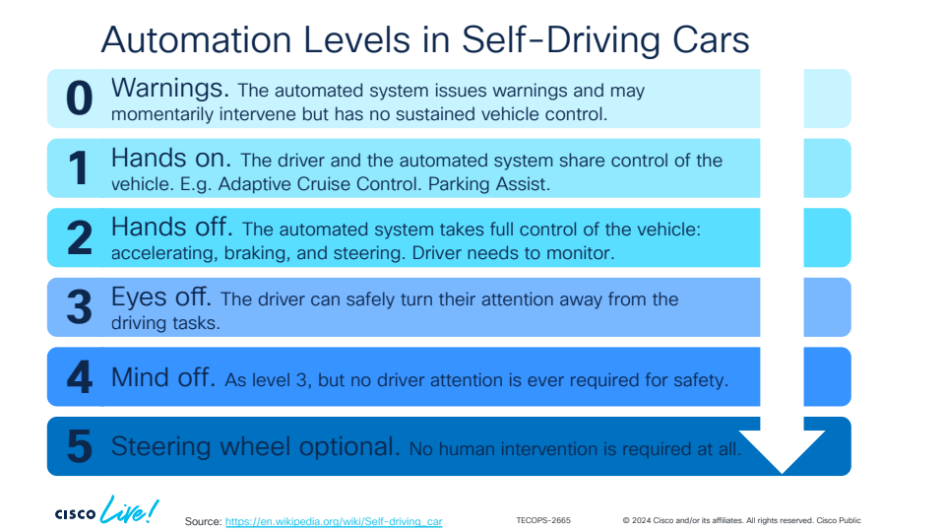 Automation Levels in Self-Driving Cars
0
Warnings. The automated system issues warnings and may
momentarily intervene but has no sustained vehicle control.
1
Hands on. The driver and the automated system share control of the
vehicle. E.g. Adaptive Cruise Control. Parking Assist.
2
Hands off. The automated system takes full control of the vehicle:
accelerating, braking, and steering. Driver needs to monitor.
3
Eyes off. The driver can safely turn their attention away from the
driving tasks.
4
Mind off. As level 3, but no driver attention is ever required for safety.
5
Steering wheel optional. No human intervention is required at all.
CISCO Live!
Source: https://en.wikipedia.org/wiki/Self-driving_car
TECOPS-2665
© 2024 Cisco and/or its affiliates. All rights reserved. Cisco Public